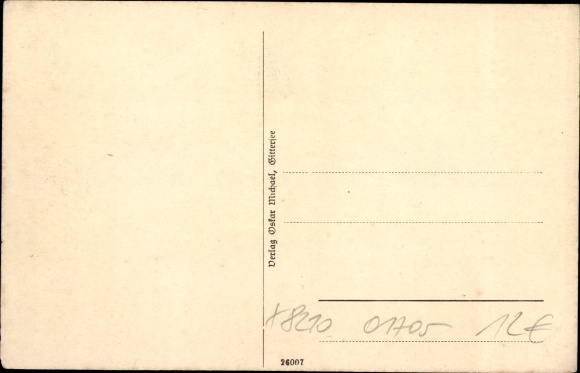 Verlag Oskar Michael, Gittersee
*8210 01705 12€
26007